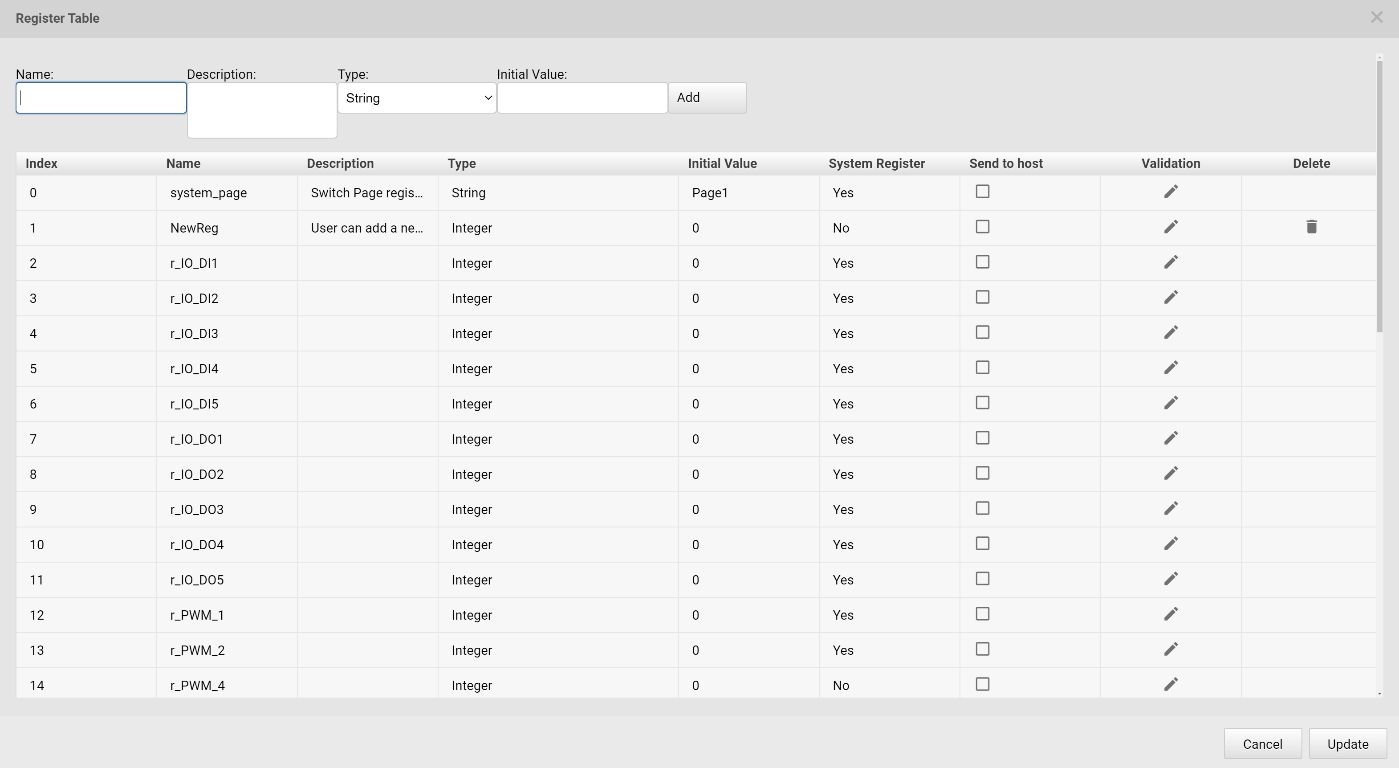 Register Table
Name: Description: Type: Initial Value:
String Add
Index Name Description Type Initial Value System Register Send to host Validation Delete
0 system_page Switch Page regis... String Page1 Yes
1 NewReg User can add a ne... Integer 0 No
2 r_IO_DI1 Integer 0 Yes
3 r_IO_DI2 Integer 0 Yes
4 r_IO_DI3 Integer 0 Yes
5 r_IO_DI4 Integer 0 Yes
6 r_IO_DI5 Integer 0 Yes
7 r_IO_DO1 Integer 0 Yes
8 r_IO_DO2 Integer 0 Yes
9 r_IO_DO3 Integer 0 Yes
10 r_IO_DO4 Integer 0 Yes
11 r_IO_DO5 Integer 0 Yes
12 r_PWM_1 Integer 0 Yes
13 r_PWM_2 Integer 0 Yes
14 r_PWM_4 Integer 0 No
Cancel Update